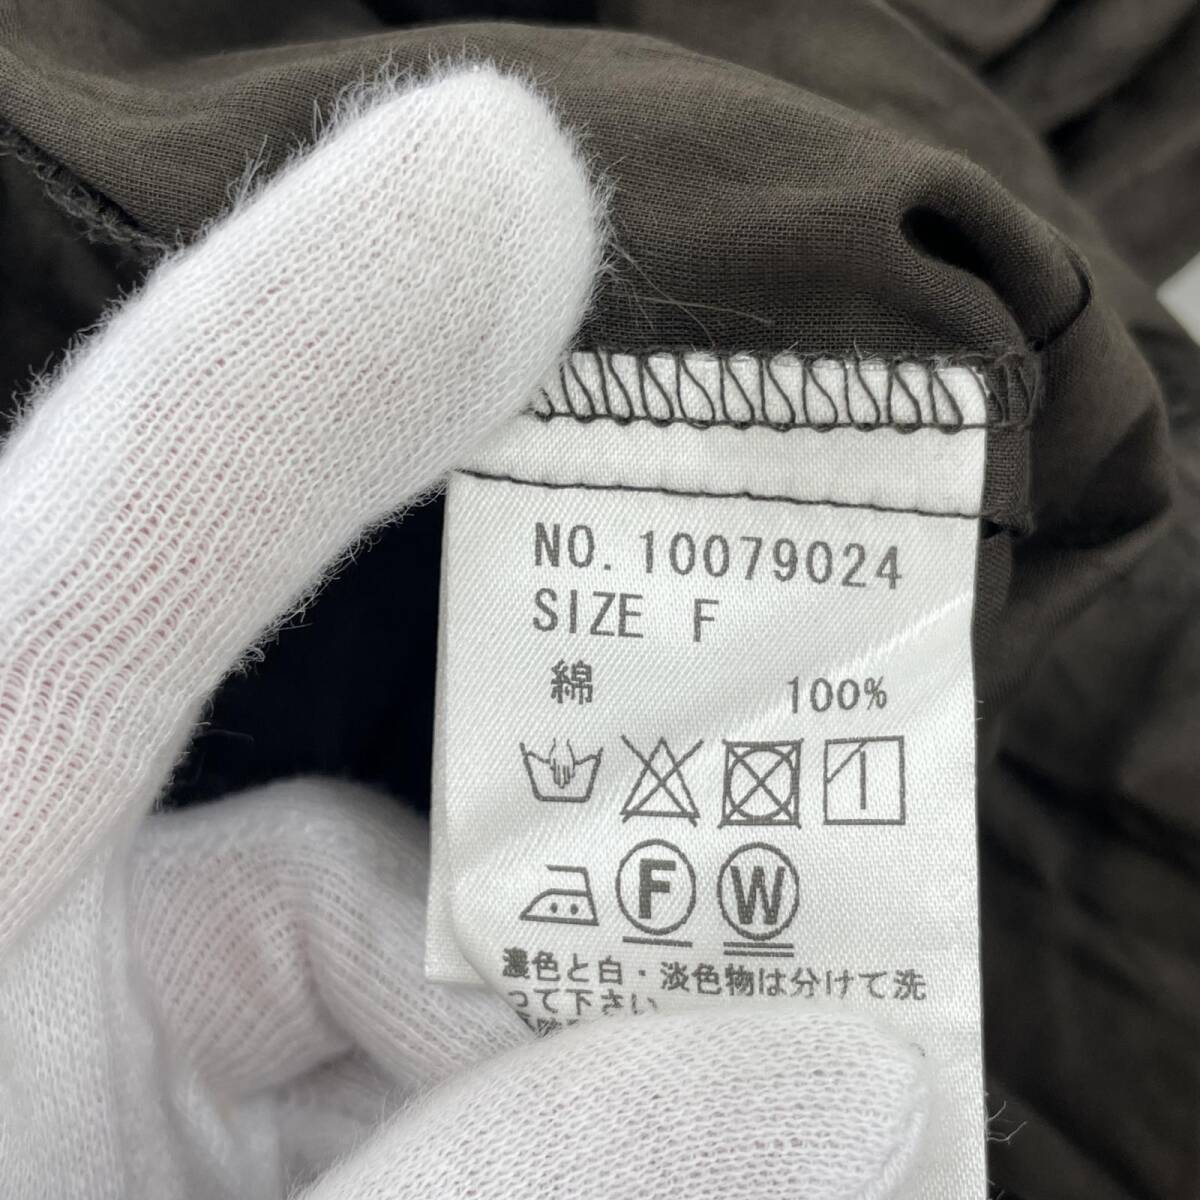 NO. 10079024
SIZE F
綿 100%
1
F W
濃色と白・淡色物は分けて洗
って下さい